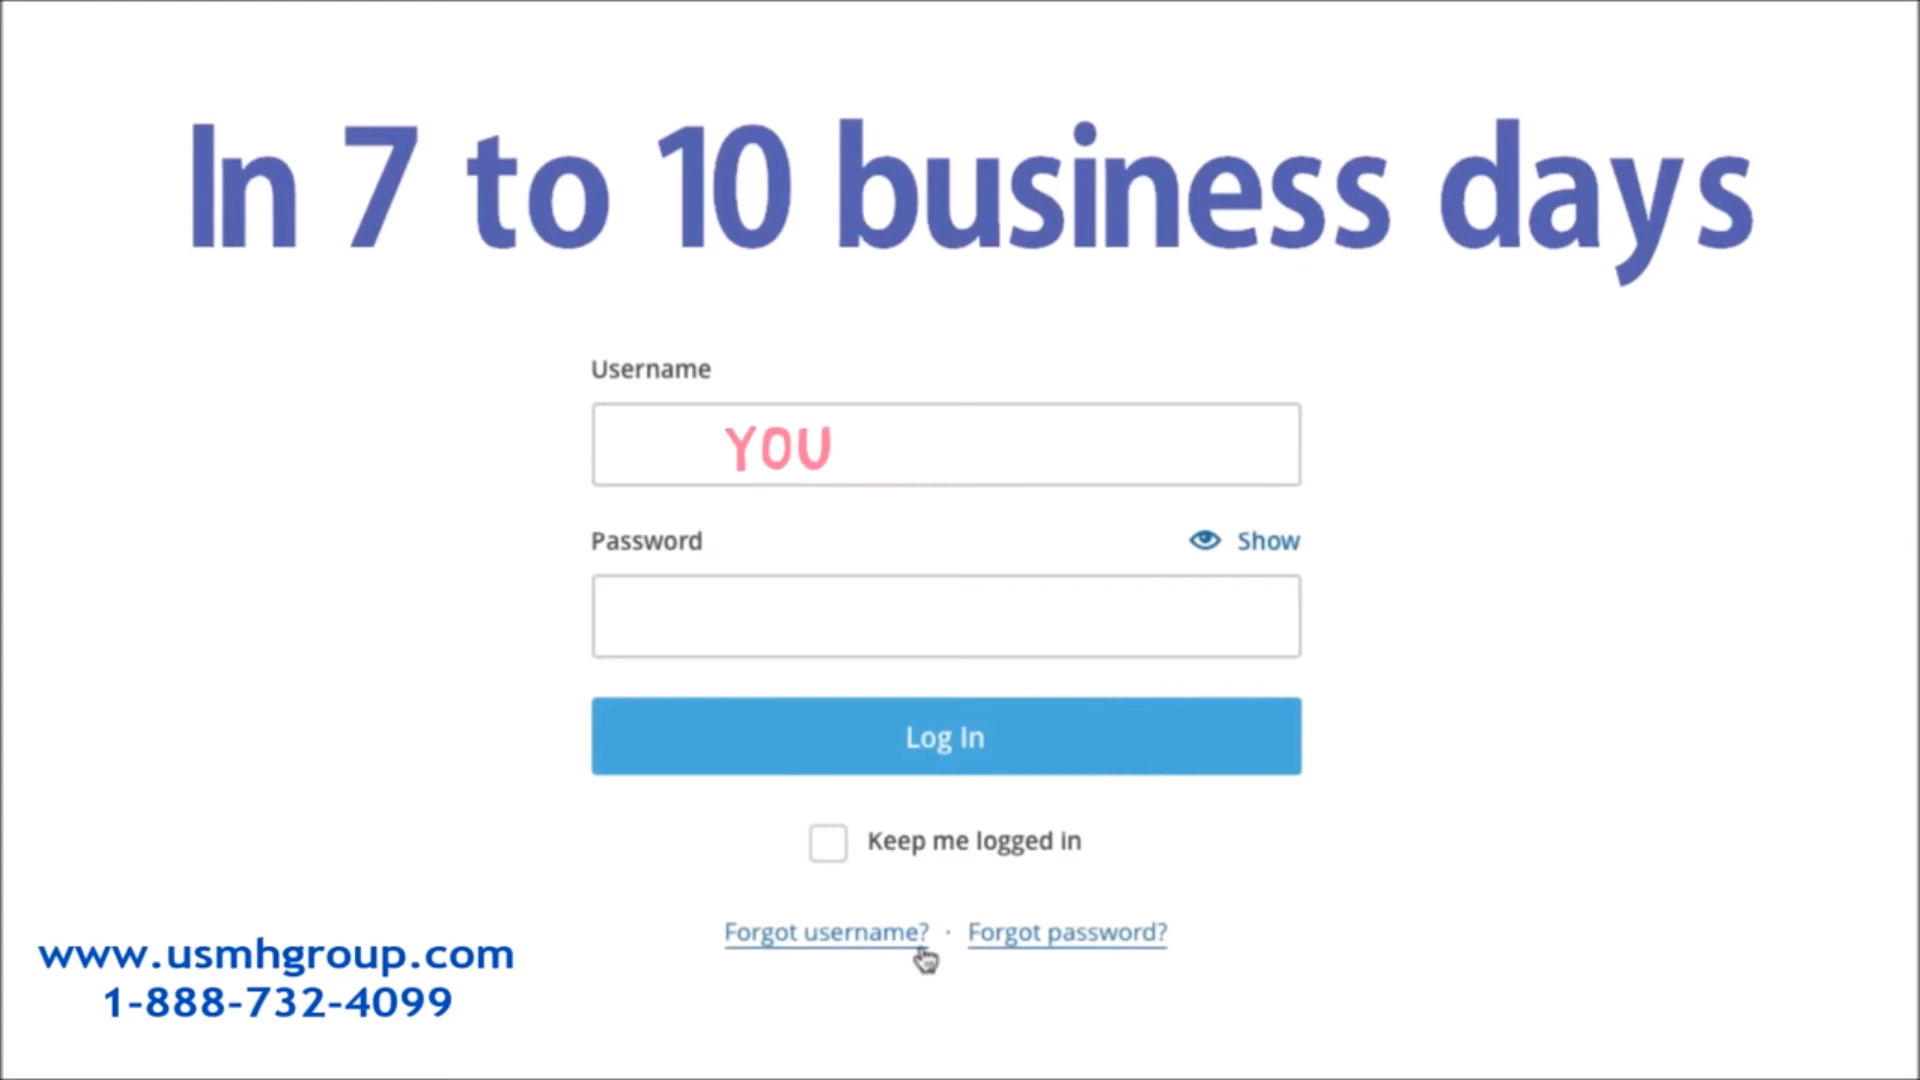 In 7 to 10 business days
Username
YOU
Password
Show
Log In
Keep me logged in
Forgot username? · Forgot password?
www.usmhgroup.com
1-888-732-4099